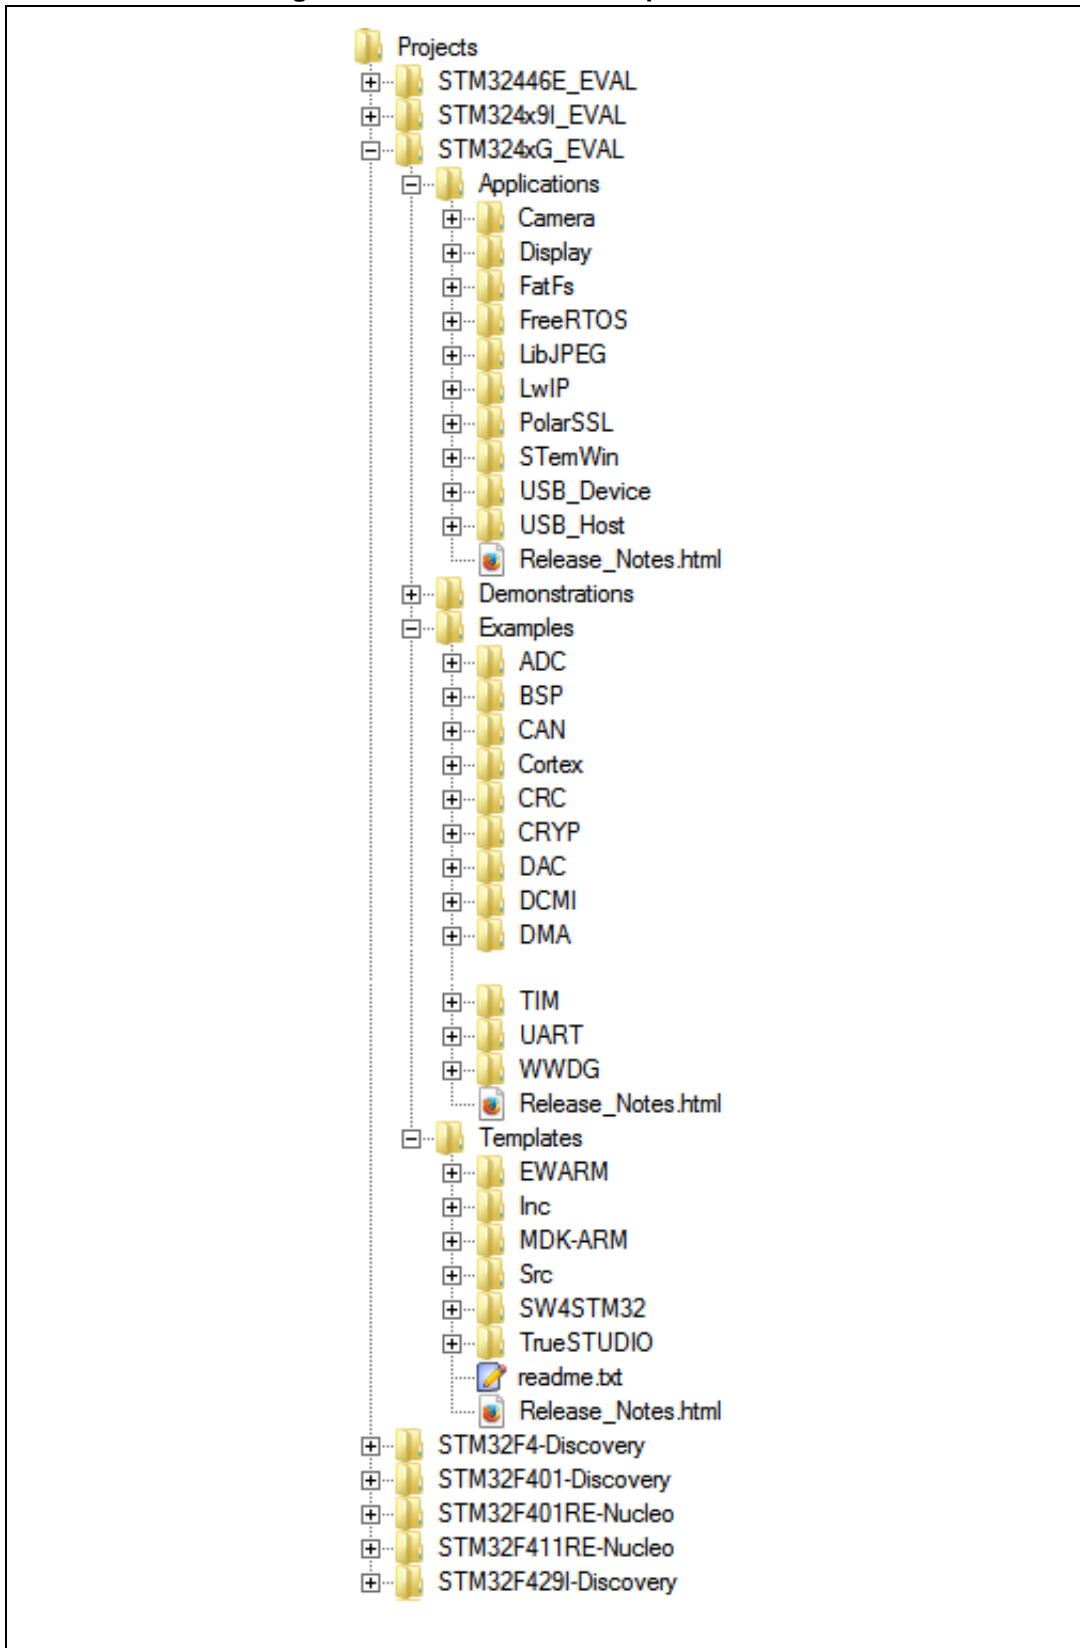 Projects
STM32446E_EVAL
STM324x9I_EVAL
STM324xG_EVAL
Applications
Camera
Display
FatFs
FreeRTOS
LibJPEG
LwIP
PolarSSL
STemWin
USB_Device
USB_Host
Release_Notes.html
Demonstrations
Examples
ADC
BSP
CAN
Cortex
CRC
CRYP
DAC
DCMI
DMA
TIM
UART
WWDG
Release_Notes.html
Templates
EWARM
Inc
MDK-ARM
Src
SW4STM32
TrueSTUDIO
readme.txt
Release_Notes.html
STM32F4-Discovery
STM32F401-Discovery
STM32F401RE-Nucleo
STM32F411RE-Nucleo
STM32F429I-Discovery